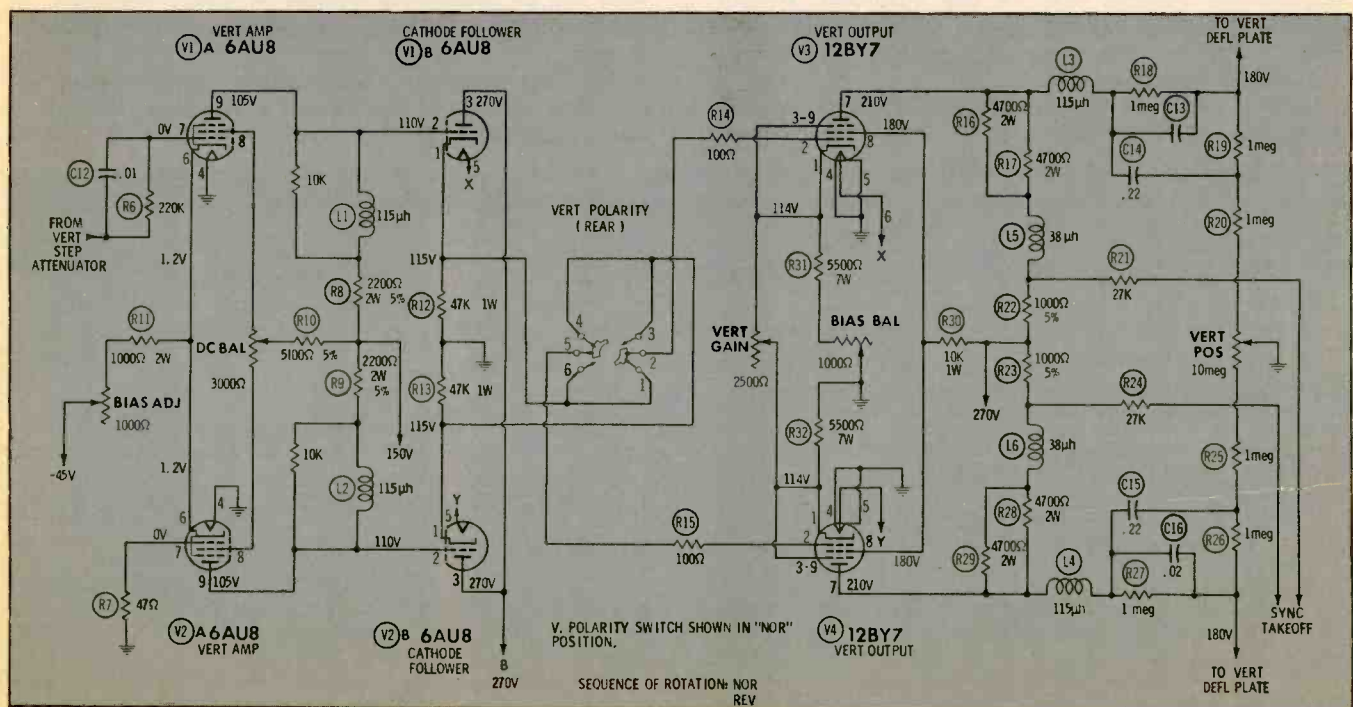 VERT AMP
V1 A 6AU8
CATHODE FOLLOWER
V1 B 6AU8
VERT OUTPUT
V3 12BY7
TO VERT
DEFL PLATE
9 105V
3 270V
7 210V
180V
L3
115µh
R18
1meg
C13
180V
0V 7
8
6
4
110V
2
1
5
X
R14
100Ω
3-9
2
8
1
4
5
6
X
R16
4700Ω
2W
R17
4700Ω
2W
C14
.22
R19
1meg
C12
.01
R6
220K
10K
L1
115µh
VERT POLARITY
(REAR)
114V
L5
38µh
R20
1meg
FROM
VERT
STEP
ATTENUATOR
1.2V
R8
2200Ω
2W 5%
115V
R12
47K 1W
R31
5500Ω
7W
R21
27K
R11
1000Ω 2W
DC BAL
3000Ω
R10
5100Ω 5%
4
5
6
3
2
1
VERT
GAIN
2500Ω
BIAS BAL
1000Ω
R30
10K
1W
R22
1000Ω
5%
VERT
POS
10meg
BIAS ADJ
1000Ω
R9
2200Ω
2W
5%
R13
47K 1W
R23
1000Ω
5%
R24
27K
-45V
10K
150V
115V
R32
5500Ω
7W
270V
1.2V
L2
115µh
Y
5
1
114V
L6
38µh
R25
1meg
4
6
0V
7
8
110V
2
3
270V
R15
100Ω
1
4
5
2
8
Y
180V
3-9
R28
4700Ω
2W
R29
4700Ω
2W
C15
.22
C16
.02
R26
1meg
9 105V
7 210V
L4
115µh
R27
1 meg
R7
47Ω
V2 A 6AU8
VERT AMP
V2 B 6AU8
CATHODE
FOLLOWER
B
270V
V. POLARITY SWITCH SHOWN IN "NOR"
POSITION.
V4 12BY7
VERT OUTPUT
SYNC
TAKEOFF
180V
TO VERT
DEFL PLATE
SEQUENCE OF ROTATION: NOR
REV